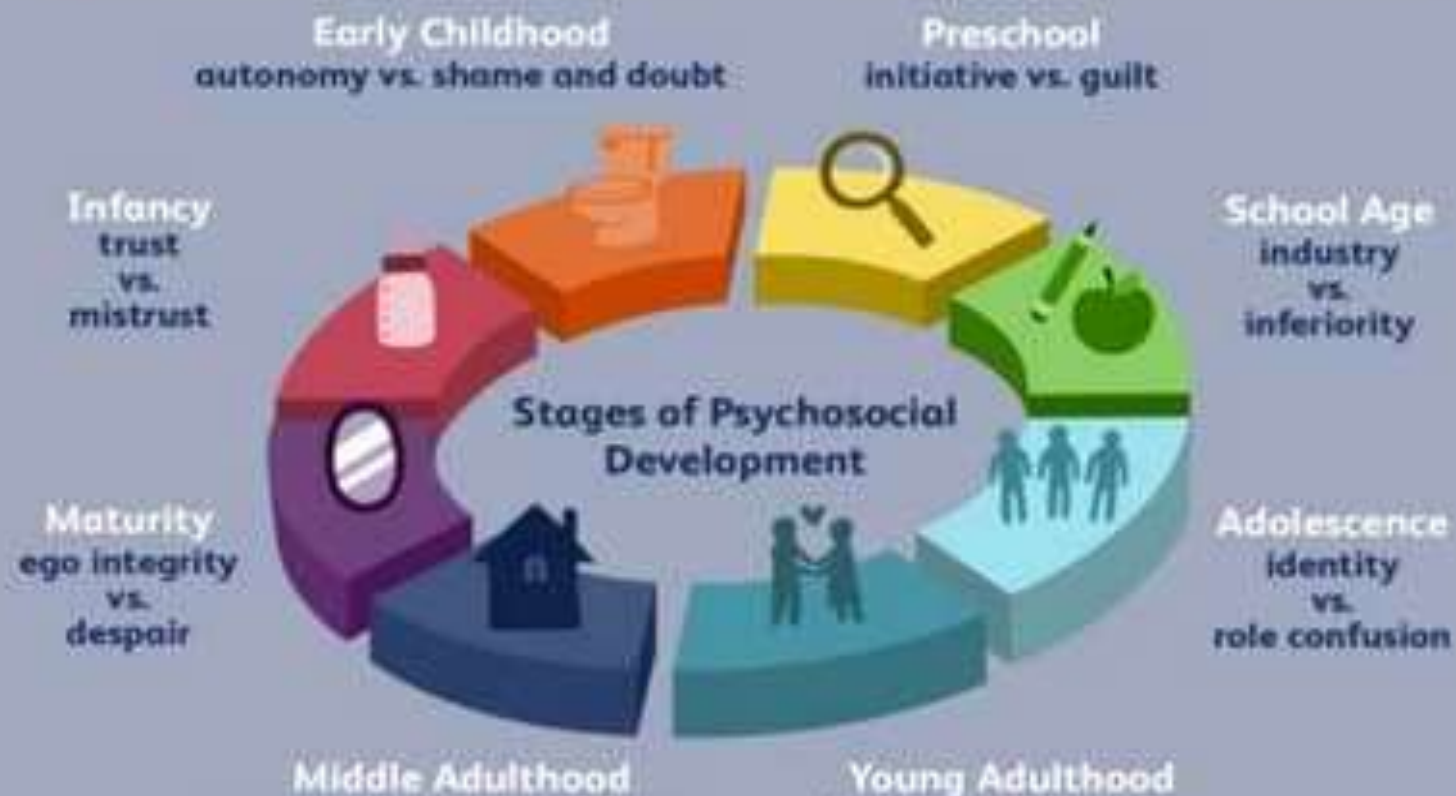 Early Childhood
autonomy vs. shame and doubt
Preschool
initiative vs. guilt
Infancy
trust
vs.
mistrust
School Age
industry
vs.
inferiority
Stages of Psychosocial
Development
Maturity
ego integrity
vs.
despair
Adolescence
identity
vs.
role confusion
Middle Adulthood
Young Adulthood